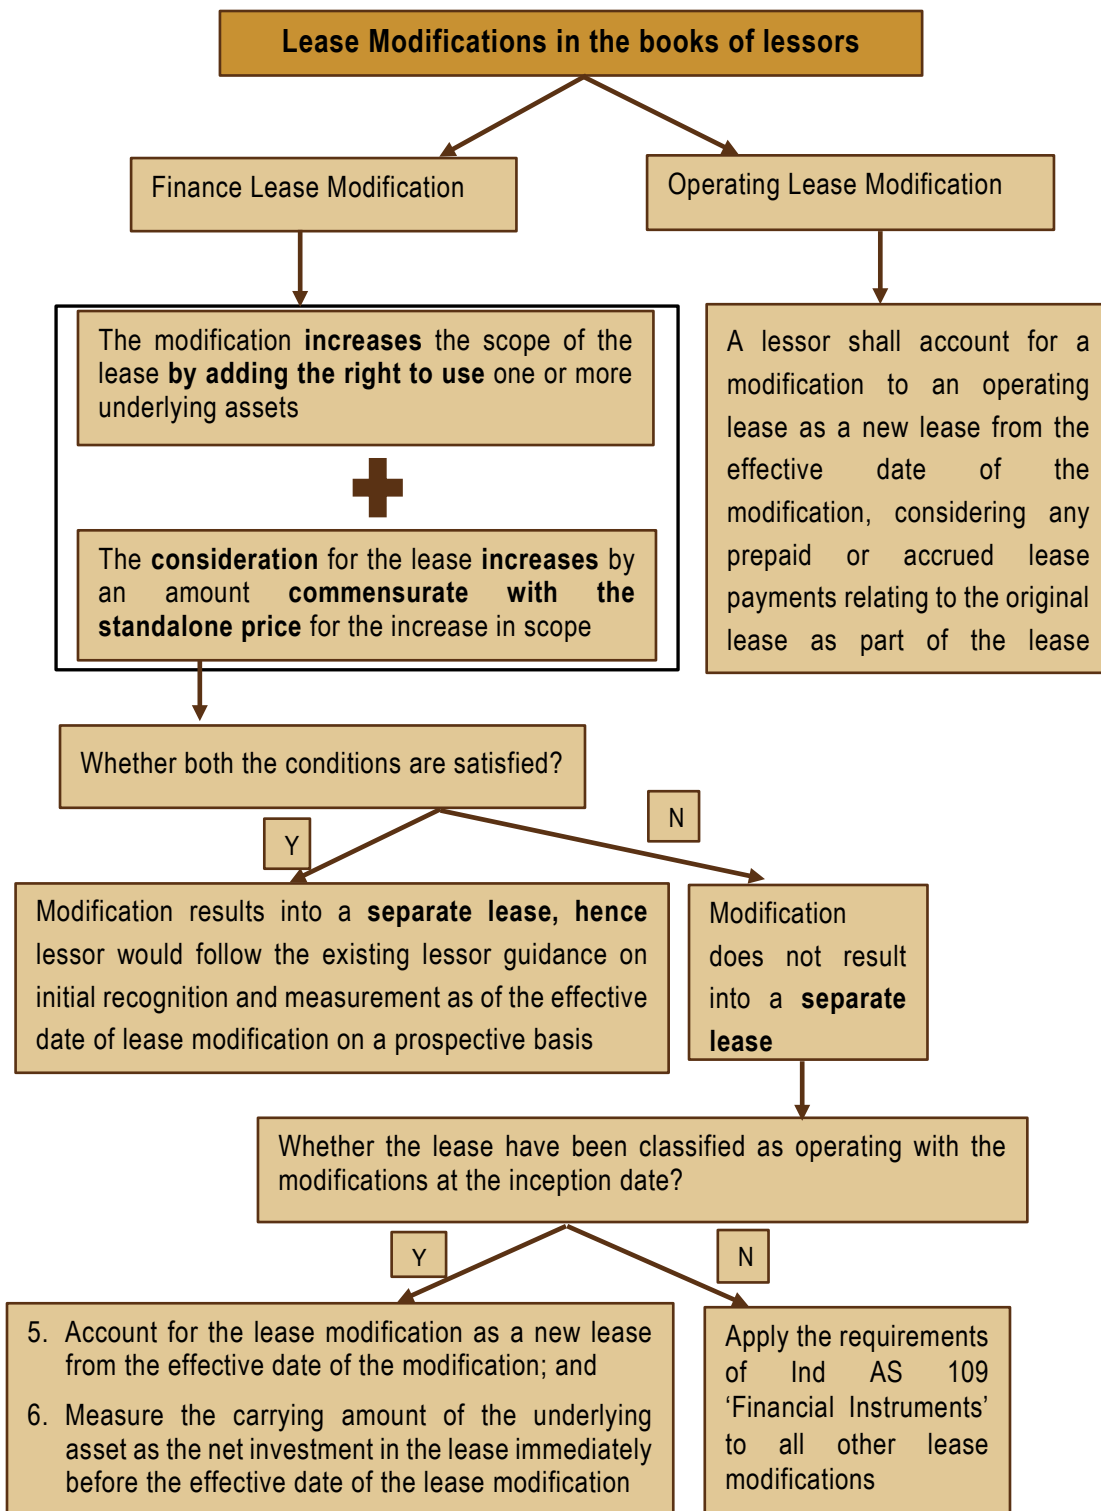 Lease Modifications in the books of lessors
Finance Lease Modification
Operating Lease Modification
The modification increases the scope of the
lease by adding the right to use one or more
underlying assets
The consideration for the lease increases by
an amount commensurate with the
standalone price for the increase in scope
A lessor shall account for a
modification to an operating
lease as a new lease from the
effective date of the
modification, considering any
prepaid or accrued lease
payments relating to the original
lease as part of the lease
Whether both the conditions are satisfied?
Y
N
Modification results into a separate lease, hence
lessor would follow the existing lessor guidance on
initial recognition and measurement as of the effective
date of lease modification on a prospective basis
Modification
does not result
into a separate
lease
Whether the lease have been classified as operating with the
modifications at the inception date?
Y
N
5. Account for the lease modification as a new lease
from the effective date of the modification; and
6. Measure the carrying amount of the underlying
asset as the net investment in the lease immediately
before the effective date of the lease modification
Apply the requirements
of Ind AS 109
‘Financial Instruments’
to all other lease
modifications